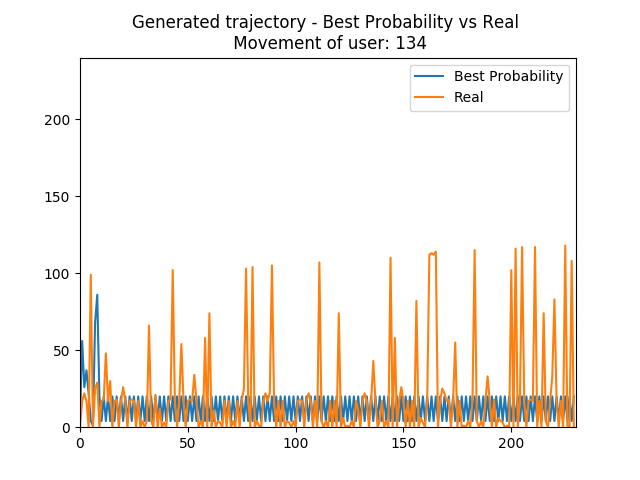 Generated trajectory - Best Probability vs Real
Movement of user: 134
Best Probability
Real
200
150
100
50
0
0 50 100 150 200